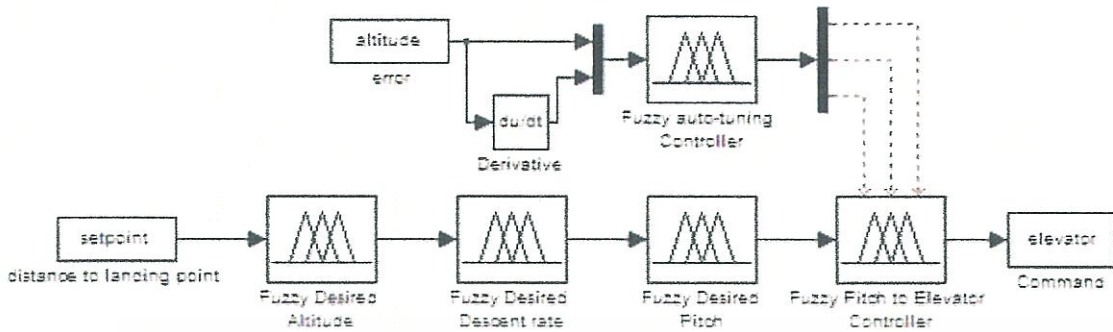 altitude
error
du/dt
Derivative
Fuzzy auto-tuning
Controller
setpoint
distance to landing point
Fuzzy Desired
Altitude
Fuzzy Desired
Descent rate
Fuzzy Desired
Pitch
Fuzzy Pitch to Elevator
Controller
elevator
Command